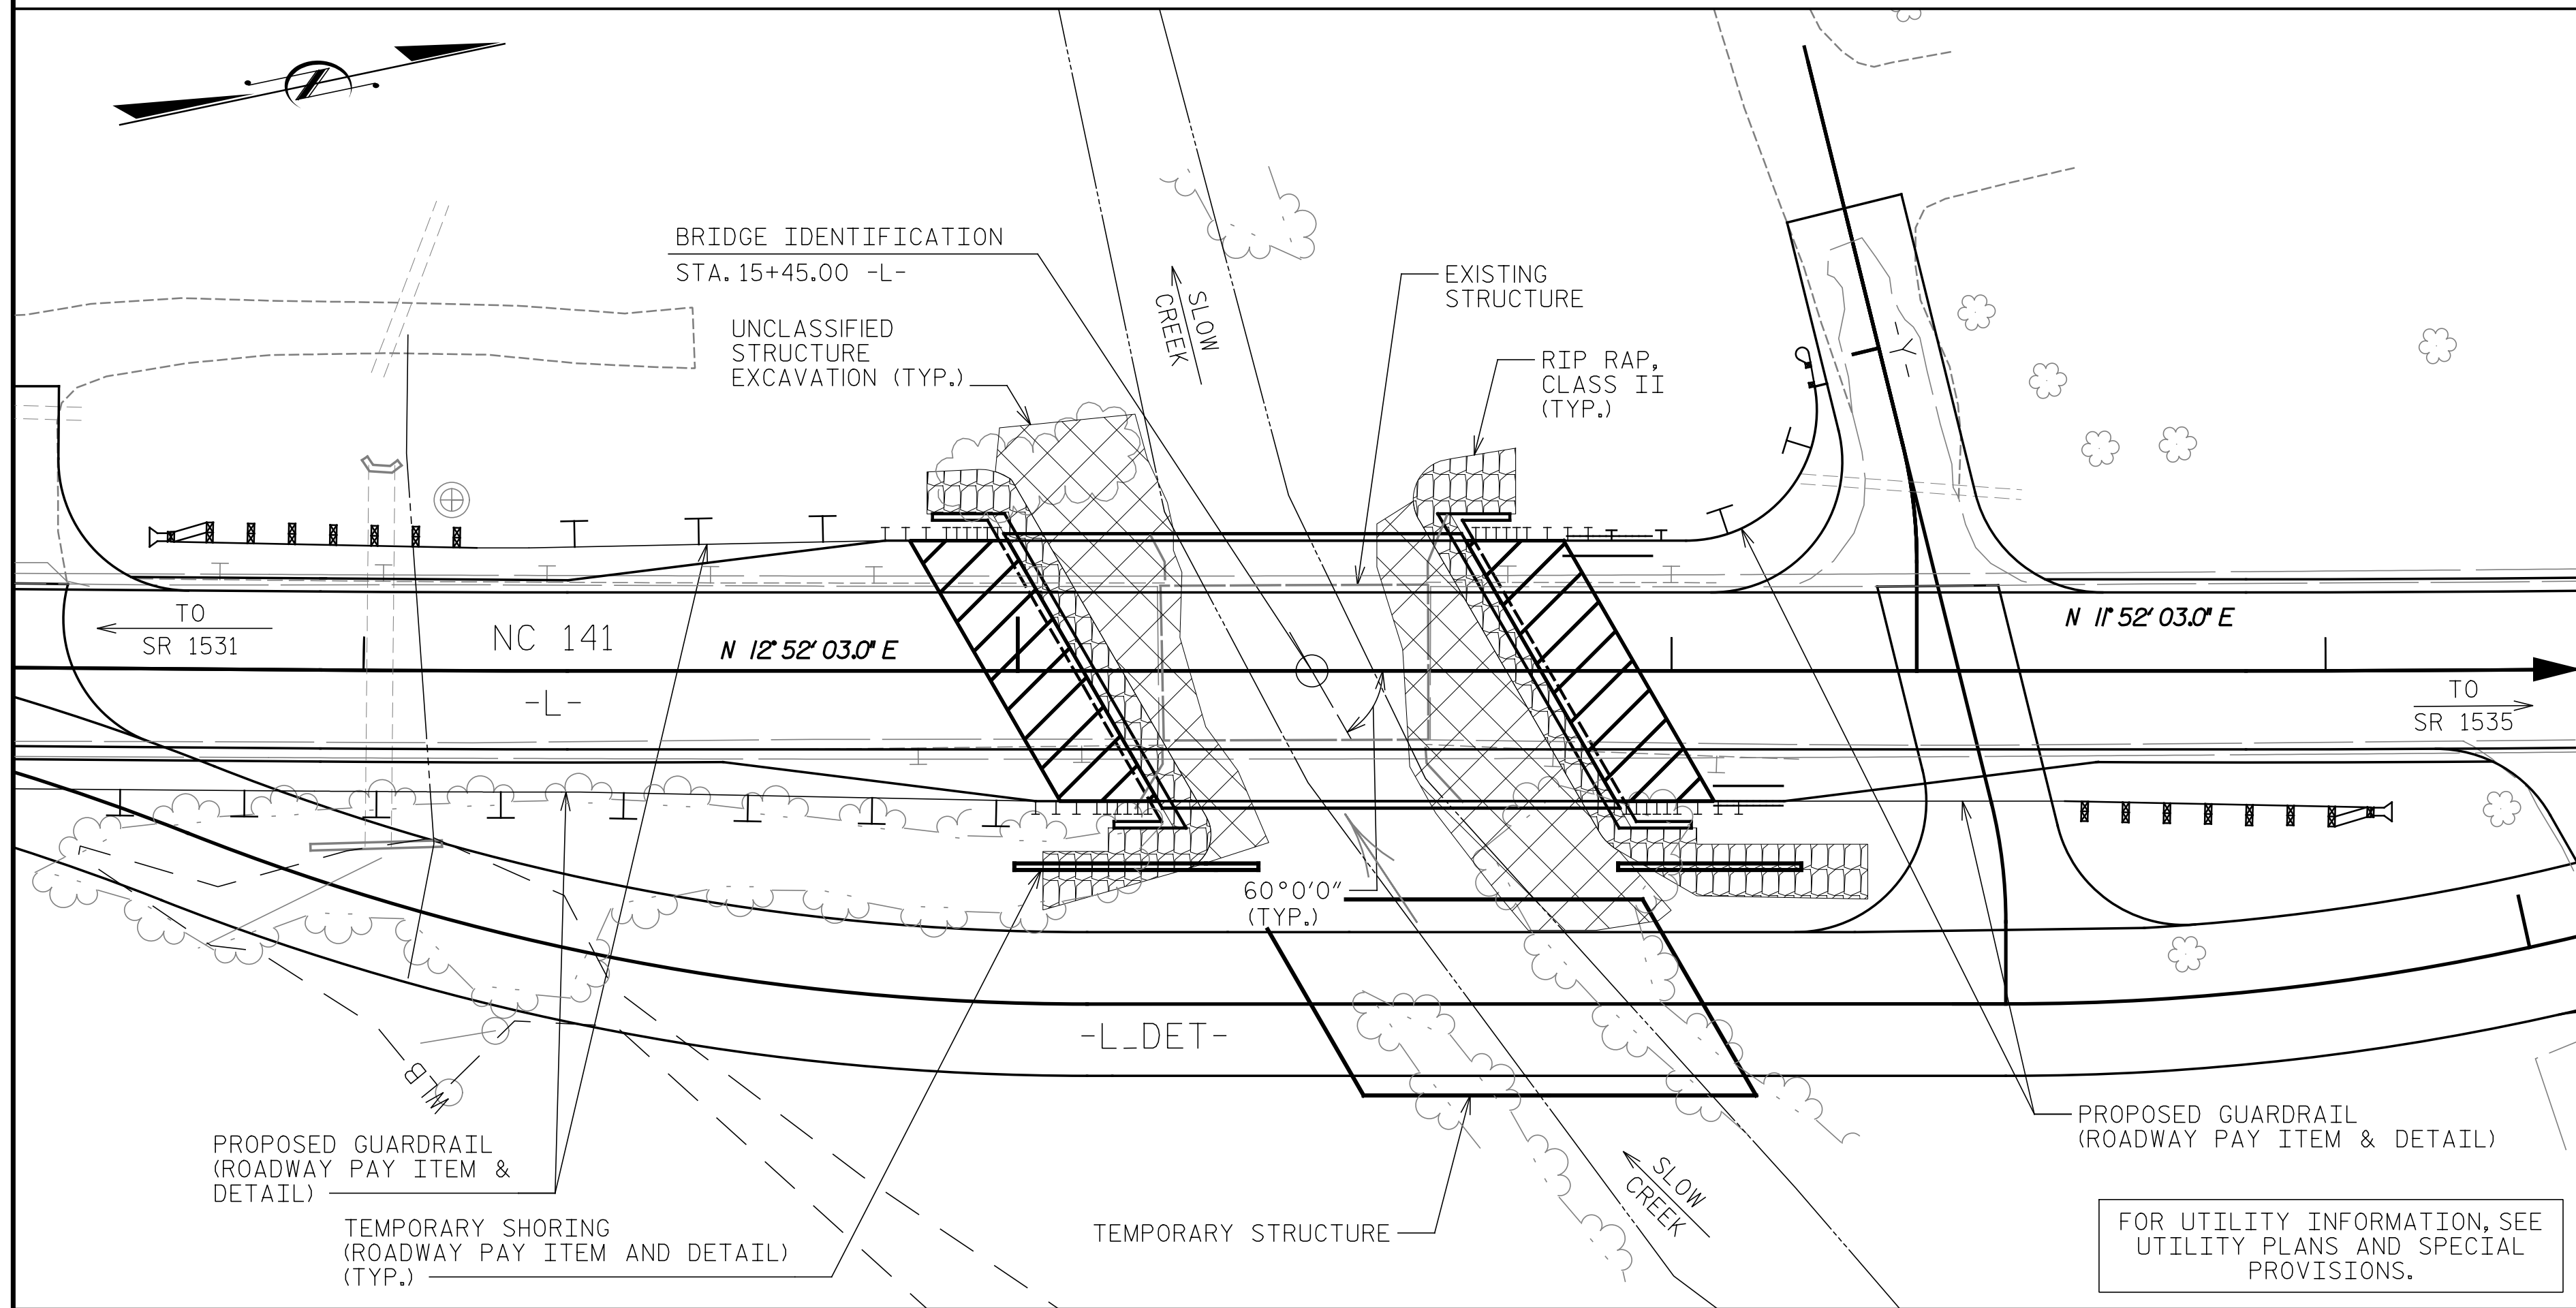 BRIDGE IDENTIFICATION
STA. 15+45.00 -L-
UNCLASSIFIED
STRUCTURE
EXCAVATION (TYP.)
SLOW
CREEK
EXISTING
STRUCTURE
RIP RAP,
CLASS II
(TYP.)
-Y-
TO
SR 1531
NC 141
N 12° 52' 03.0" E
N 11° 52' 03.0" E
-L-
TO
SR 1535
60°0'0"
(TYP.)
-L_DET-
WLB
PROPOSED GUARDRAIL
(ROADWAY PAY ITEM &
DETAIL)
TEMPORARY SHORING
(ROADWAY PAY ITEM AND DETAIL)
(TYP.)
TEMPORARY STRUCTURE
SLOW
CREEK
PROPOSED GUARDRAIL
(ROADWAY PAY ITEM & DETAIL)
FOR UTILITY INFORMATION, SEE
UTILITY PLANS AND SPECIAL
PROVISIONS.